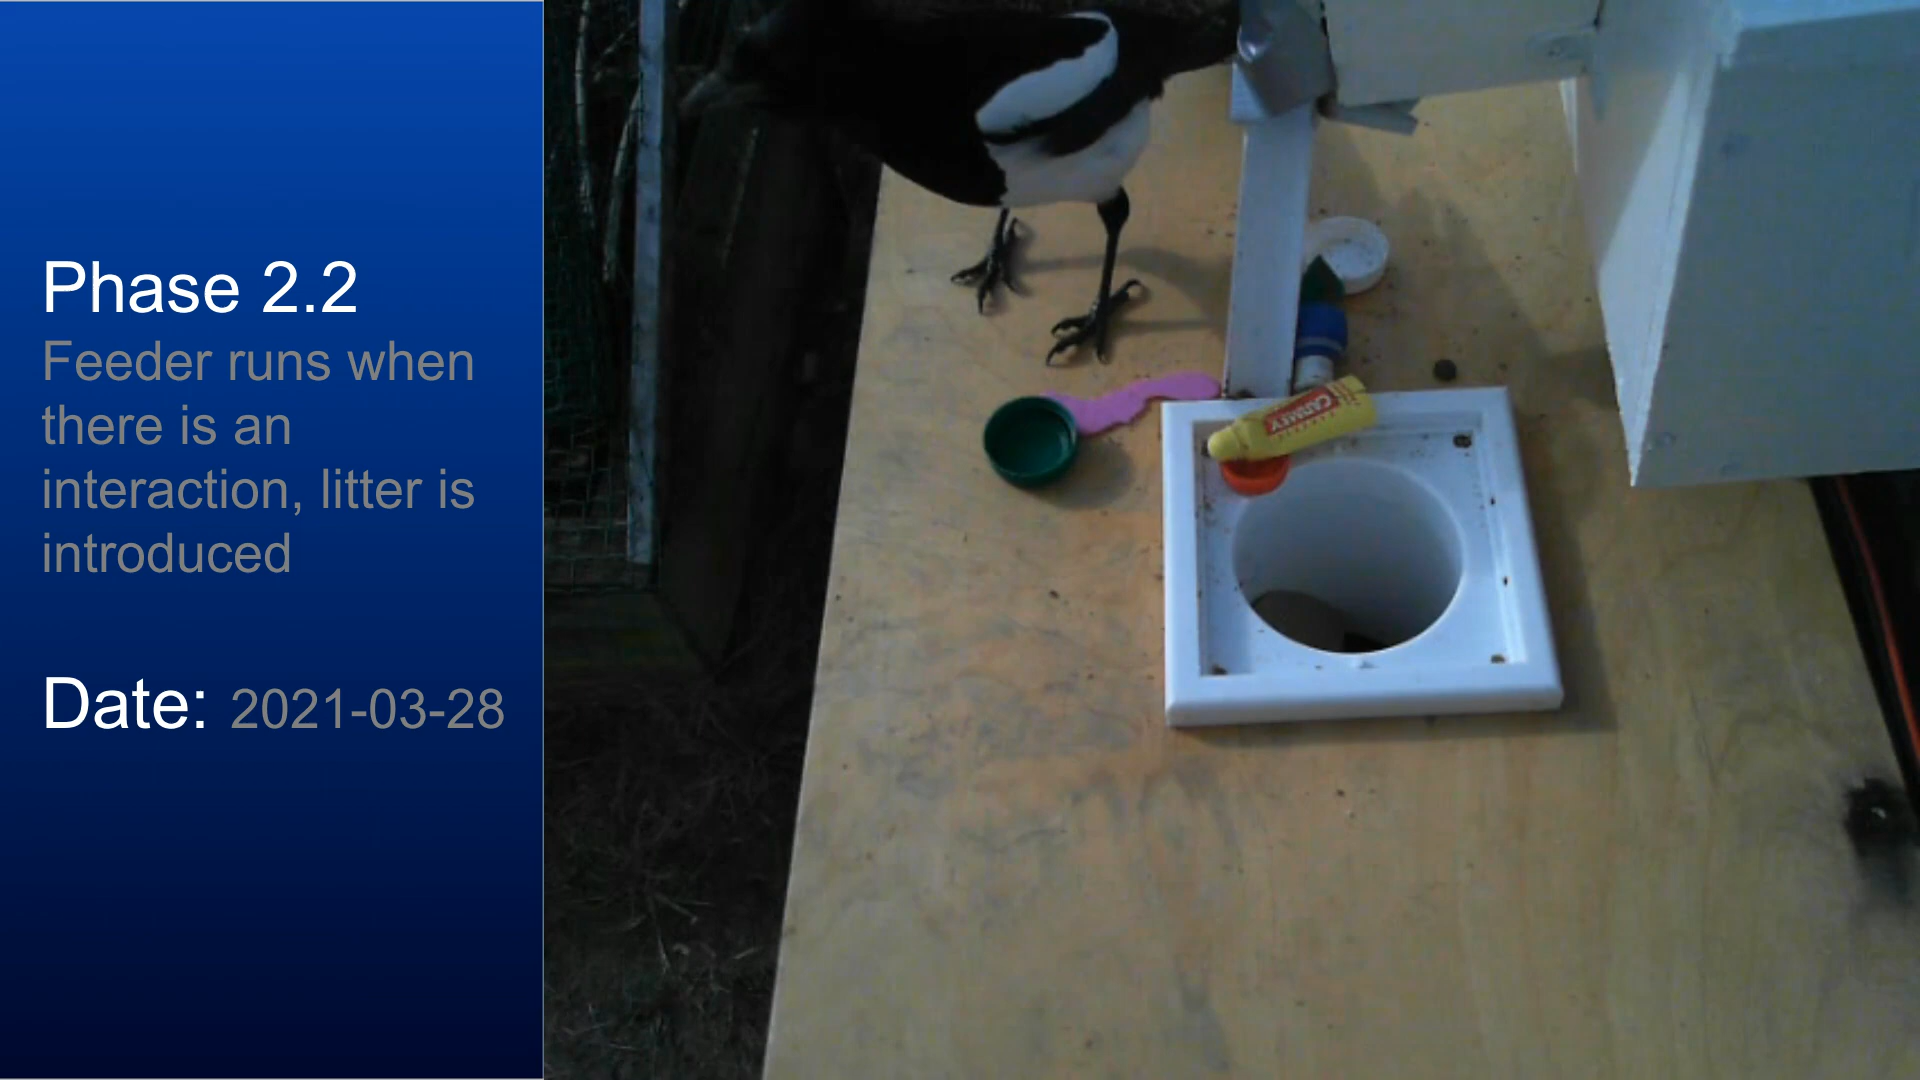 Phase 2.2
Feeder runs when
there is an
interaction, litter is
introduced
Date: 2021-03-28
CARMEX